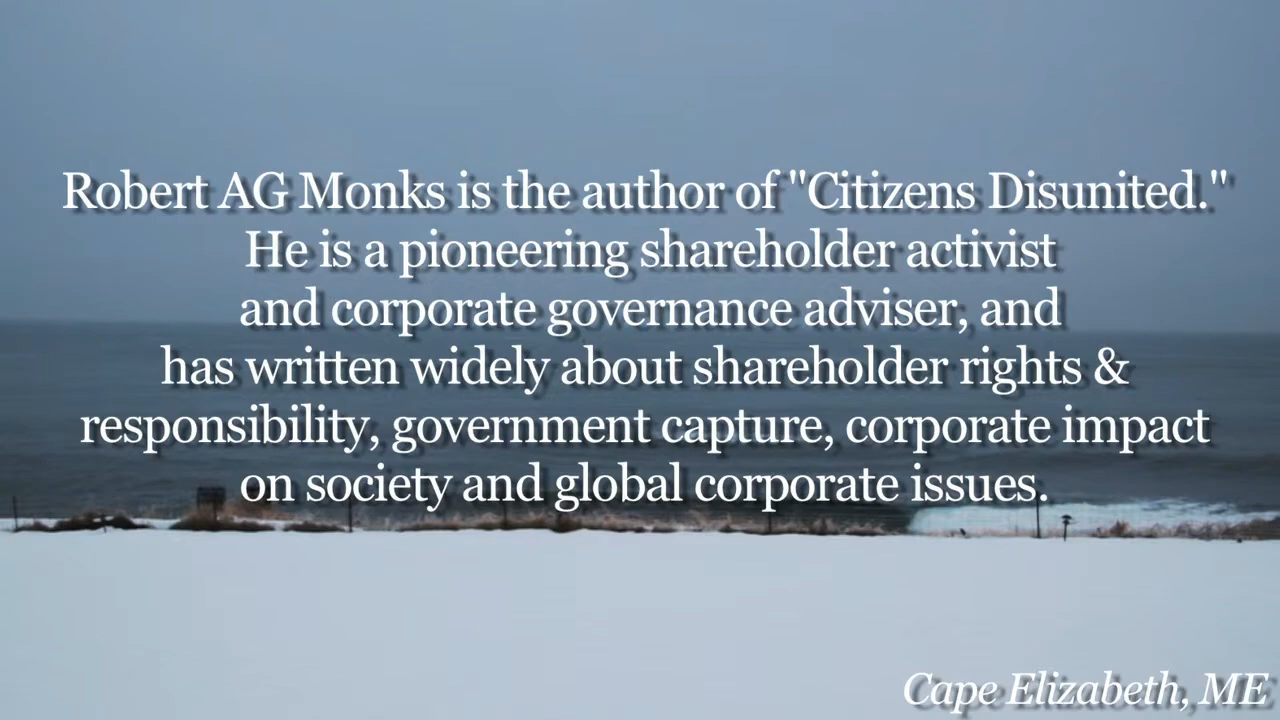 Robert AG Monks is the author of "Citizens Disunited."
He is a pioneering shareholder activist
and corporate governance adviser, and
has written widely about shareholder rights &
responsibility, government capture, corporate impact
on society and global corporate issues.
Cape Elizabeth, ME